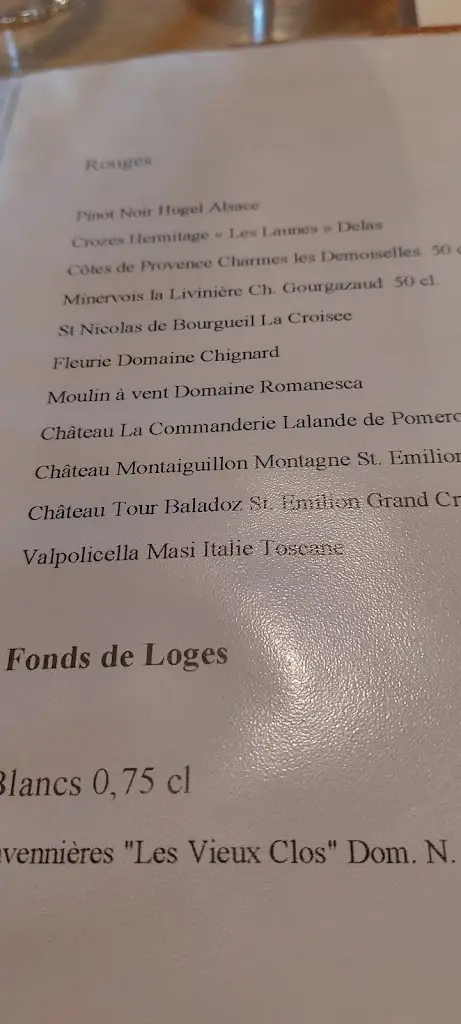 Rouges
Pinot Noir Hugel Alsace
Crozes Hermitage « Les Launes » Delas
Côtes de Provence Charmes les Demoiselles 50 c
Minervois la Livinière Ch. Gourgazaud 50 cl.
St Nicolas de Bourgueil La Croisee
Fleurie Domaine Chignard
Moulin à vent Domaine Romanesca
Château La Commanderie Lalande de Pomero
Château Montaiguillon Montagne St. Emilion
Château Tour Baladoz St. Emilion Grand Cr
Valpolicella Masi Italie Toscane
Fonds de Loges
Blancs 0,75 cl
vennières "Les Vieux Clos" Dom. N.